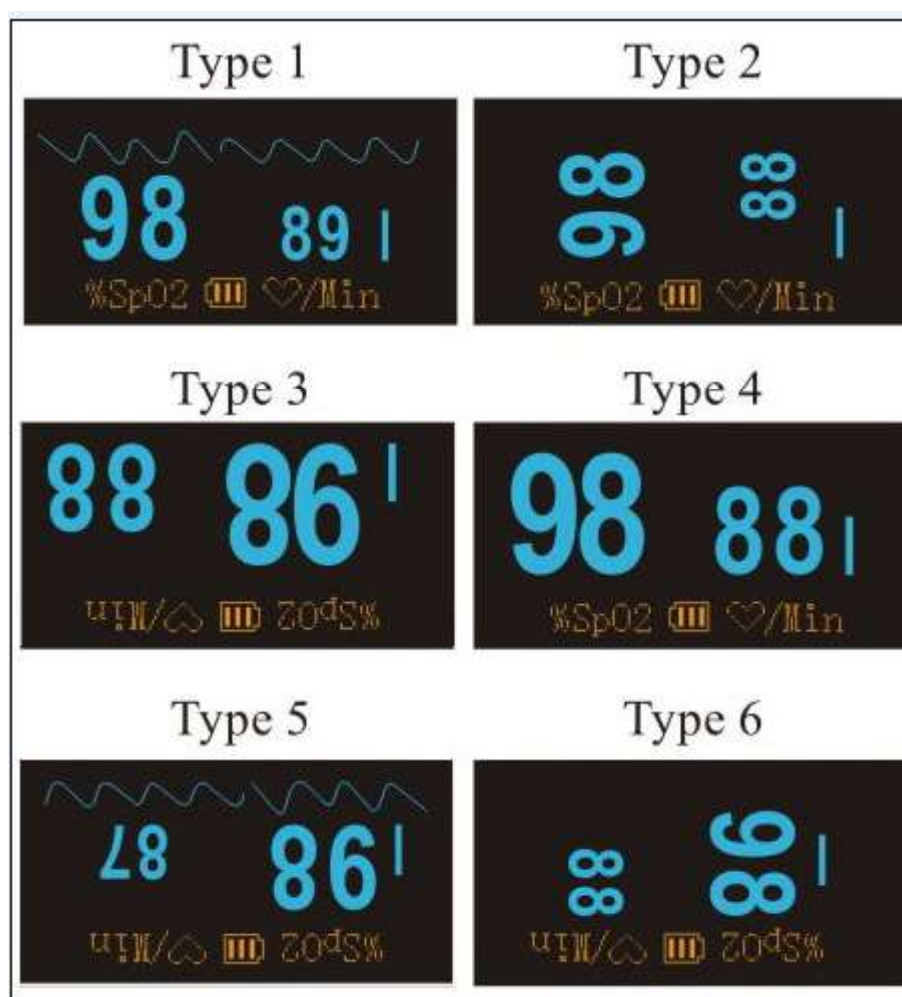 Type 1
Type 2
98 89
98 88
%SpO2 ♡/Min
%SpO2 ♡/Min
Type 3
Type 4
98 88
98 88
%SpO2 ♡/Min
%SpO2 ♡/Min
Type 5
Type 6
98 87
98 88
%SpO2 ♡/Min
%SpO2 ♡/Min